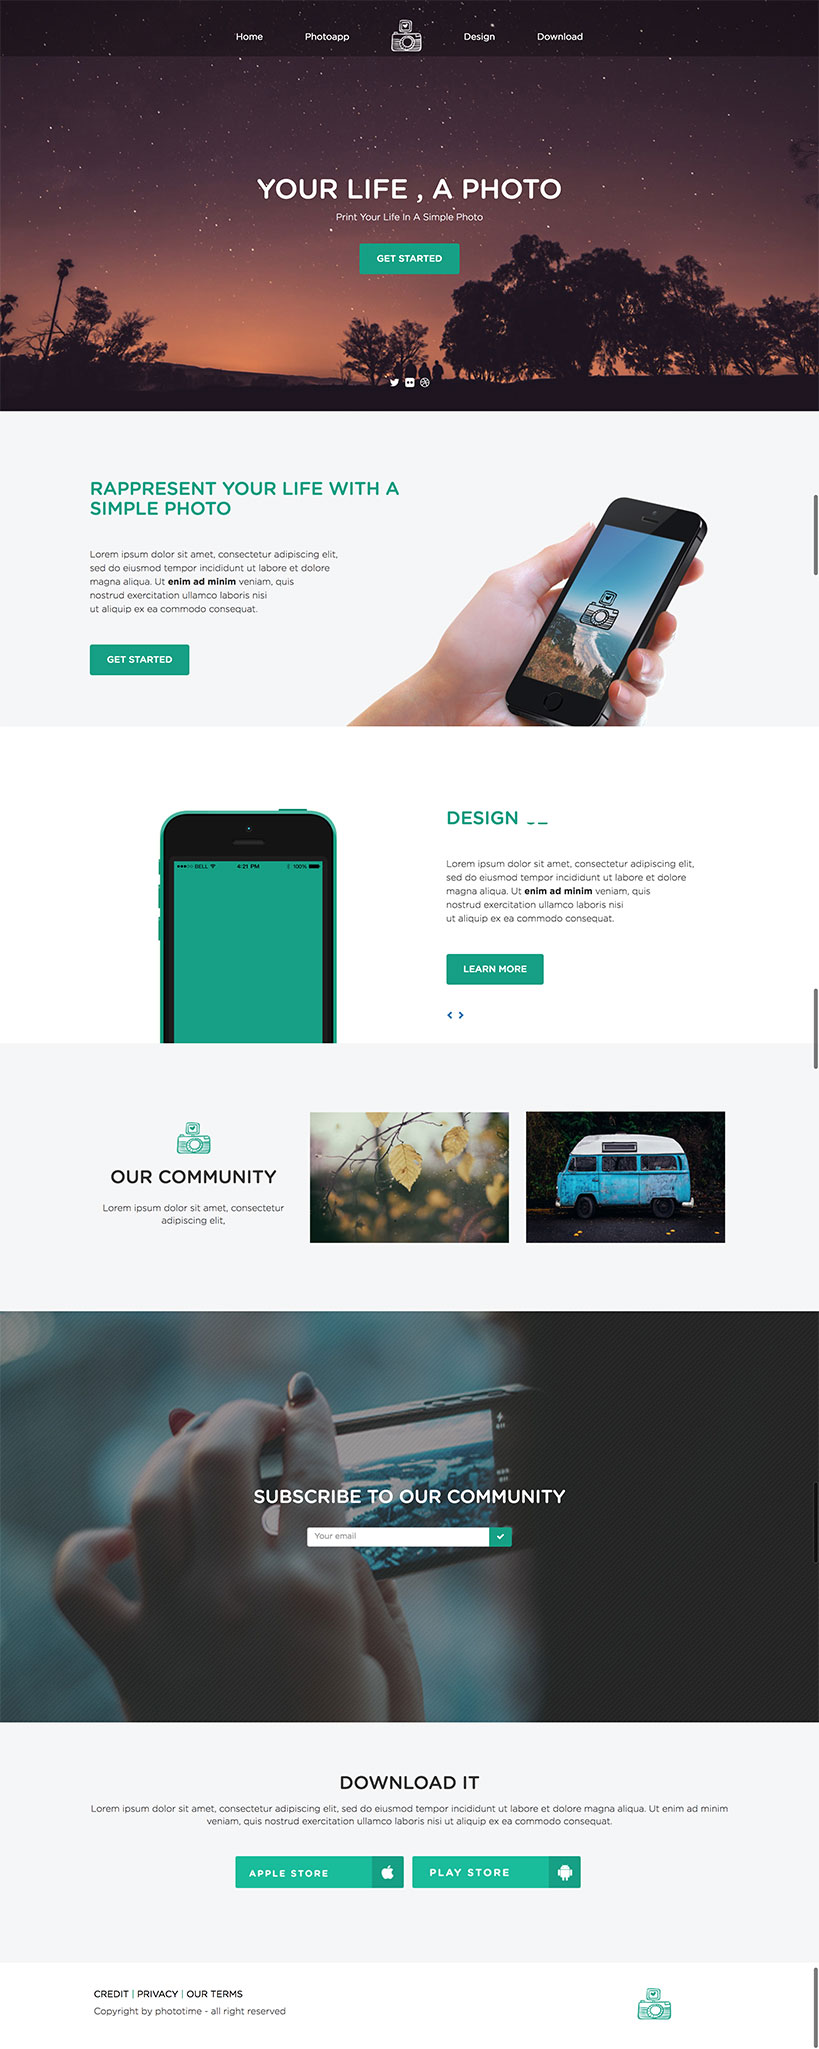 Home Photoapp Design Download
YOUR LIFE , A PHOTO
Print Your Life In A Simple Photo
GET STARTED
RAPPRESENT YOUR LIFE WITH A
SIMPLE PHOTO
Lorem ipsum dolor sit amet, consectetur adipiscing elit,
sed do eiusmod tempor incididunt ut labore et dolore
magna aliqua. Ut enim ad minim veniam, quis
nostrud exercitation ullamco laboris nisi
ut aliquip ex ea commodo consequat.
GET STARTED
BELL 4:21 PM 100%
DESIGN
Lorem ipsum dolor sit amet, consectetur adipiscing elit,
sed do eiusmod tempor incididunt ut labore et dolore
magna aliqua. Ut enim ad minim veniam, quis
nostrud exercitation ullamco laboris nisi
ut aliquip ex ea commodo consequat.
LEARN MORE
OUR COMMUNITY
Lorem ipsum dolor sit amet, consectetur
adipiscing elit,
SUBSCRIBE TO OUR COMMUNITY
Your email
DOWNLOAD IT
Lorem ipsum dolor sit amet, consectetur adipiscing elit, sed do eiusmod tempor incididunt ut labore et dolore magna aliqua. Ut enim ad minim
veniam, quis nostrud exercitation ullamco laboris nisi ut aliquip ex ea commodo consequat.
APPLE STORE
PLAY STORE
CREDIT | PRIVACY | OUR TERMS
Copyright by phototime - all right reserved